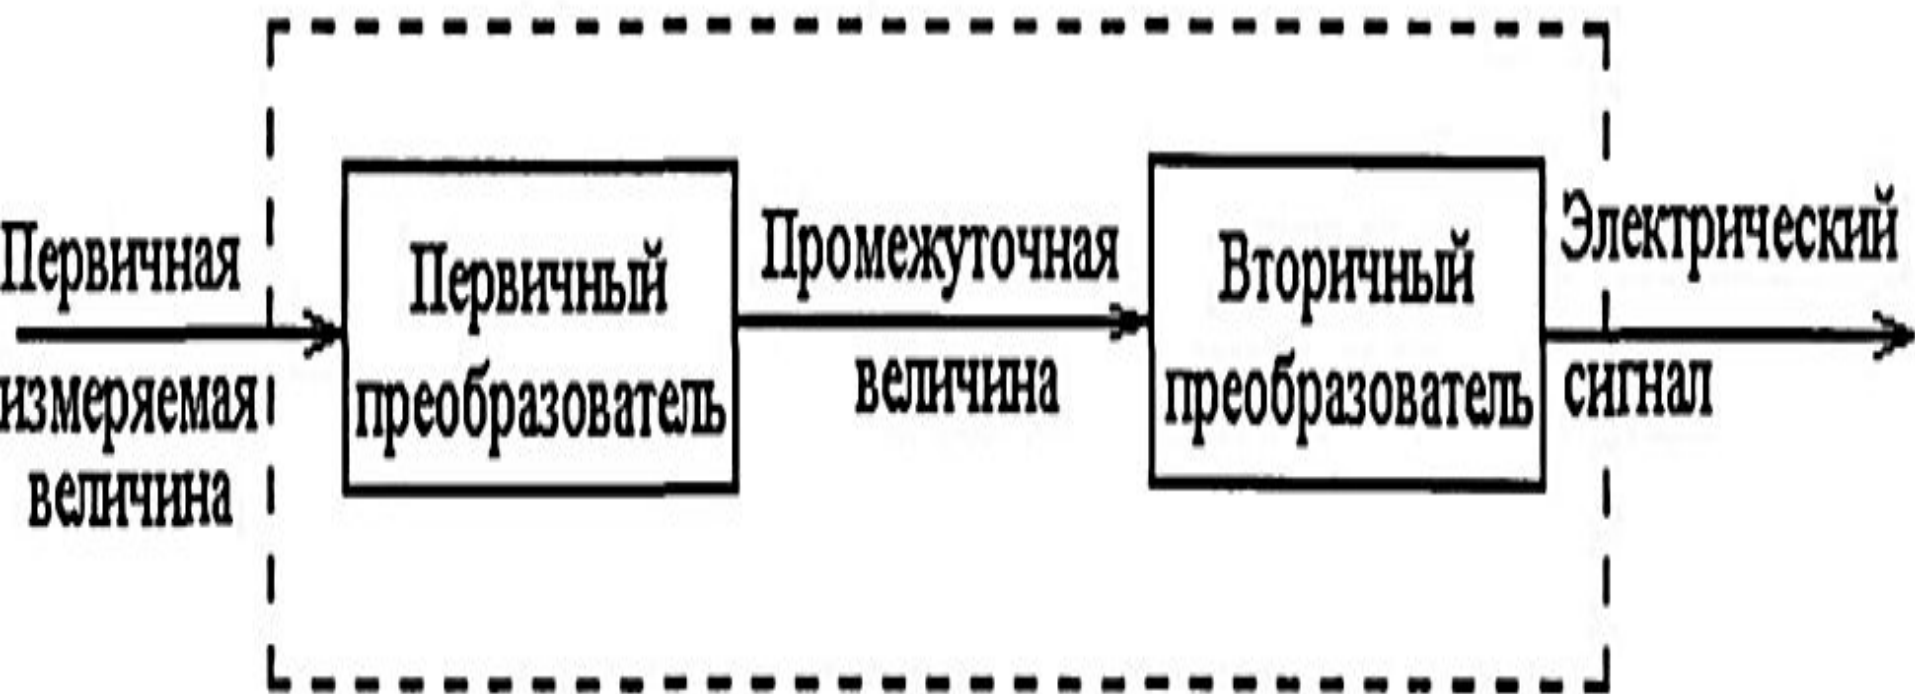 Первичная
измеряемая
величина
Первичный
преобразователь
Промежуточная
величина
Вторичный
преобразователь
Электрический
сигнал